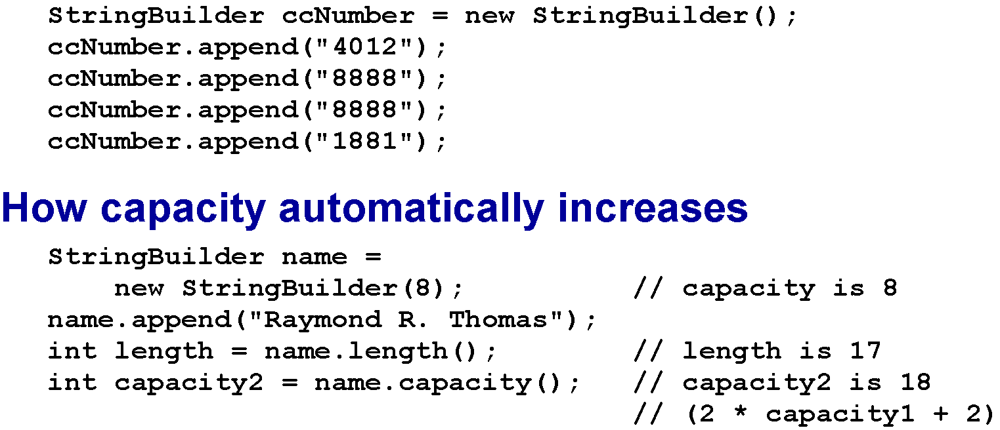 StringBuilder ccNumber = new StringBuilder();
ccNumber.append("4012");
ccNumber.append("8888");
ccNumber.append("8888");
ccNumber.append("1881");
How capacity automatically increases
StringBuilder name =
    new StringBuilder(8);          // capacity is 8
name.append("Raymond R. Thomas");
int length = name.length();        // length is 17
int capacity2 = name.capacity();   // capacity2 is 18
                                   // (2 * capacity1 + 2)